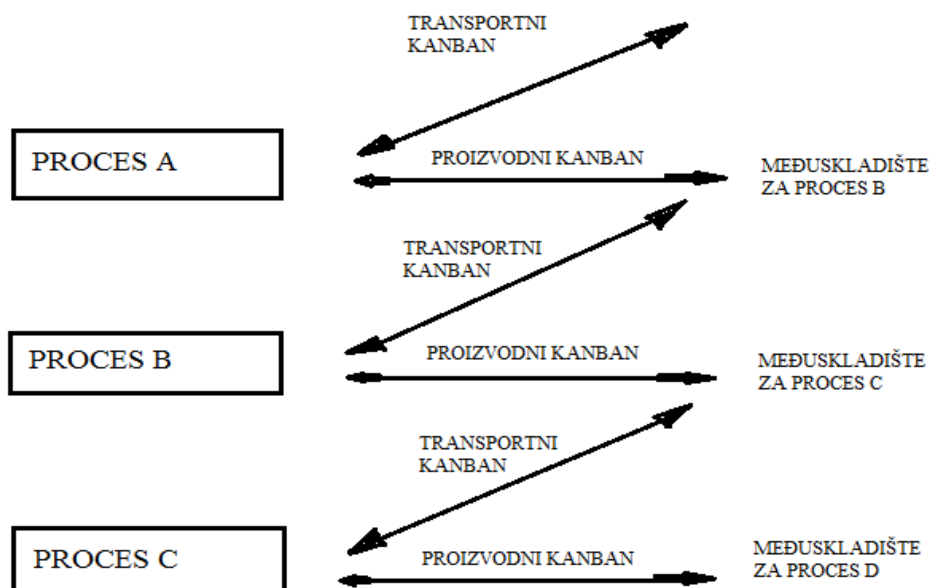 TRANSPORTNI
KANBAN
PROCES A
PROIZVODNI KANBAN
MEĐUSKLADIŠTE
ZA PROCES B
TRANSPORTNI
KANBAN
PROCES B
PROIZVODNI KANBAN
MEĐUSKLADIŠTE
ZA PROCES C
TRANSPORTNI
KANBAN
PROCES C
PROIZVODNI KANBAN
MEĐUSKLADIŠTE
ZA PROCES D